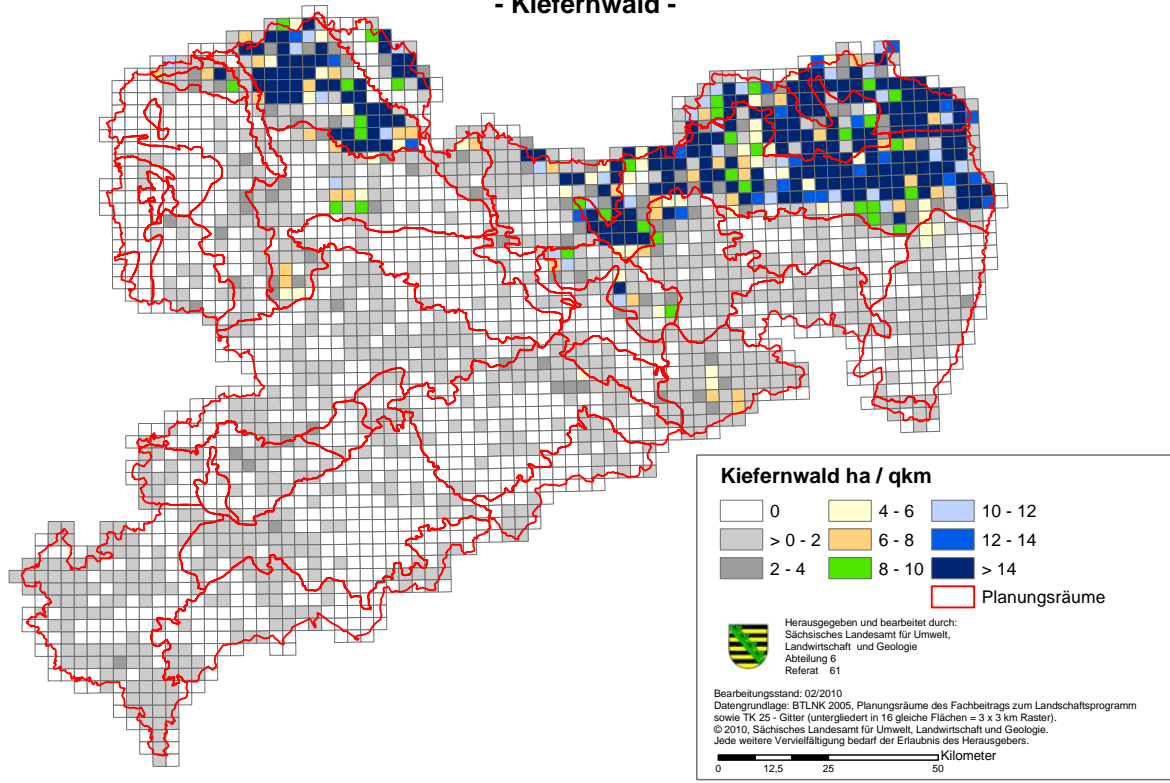 - Kiefernwald -
Kiefernwald ha / qkm
0
> 0 - 2
2 - 4
4 - 6
6 - 8
8 - 10
10 - 12
12 - 14
> 14
Planungsräume
Herausgegeben und bearbeitet durch:
Sächsisches Landesamt für Umwelt,
Landwirtschaft und Geologie
Abteilung 6
Referat 61
Bearbeitungsstand: 02/2010
Datengrundlage: BTLNK 2005, Planungsräume des Fachbeitrags zum Landschaftsprogramm
sowie TK 25 - Gitter (untergliedert in 16 gleiche Flächen = 3 x 3 km Raster).
© 2010, Sächsisches Landesamt für Umwelt, Landwirtschaft und Geologie.
Jede weitere Vervielfältigung bedarf der Erlaubnis des Herausgebers.
Kilometer
0 12,5 25 50